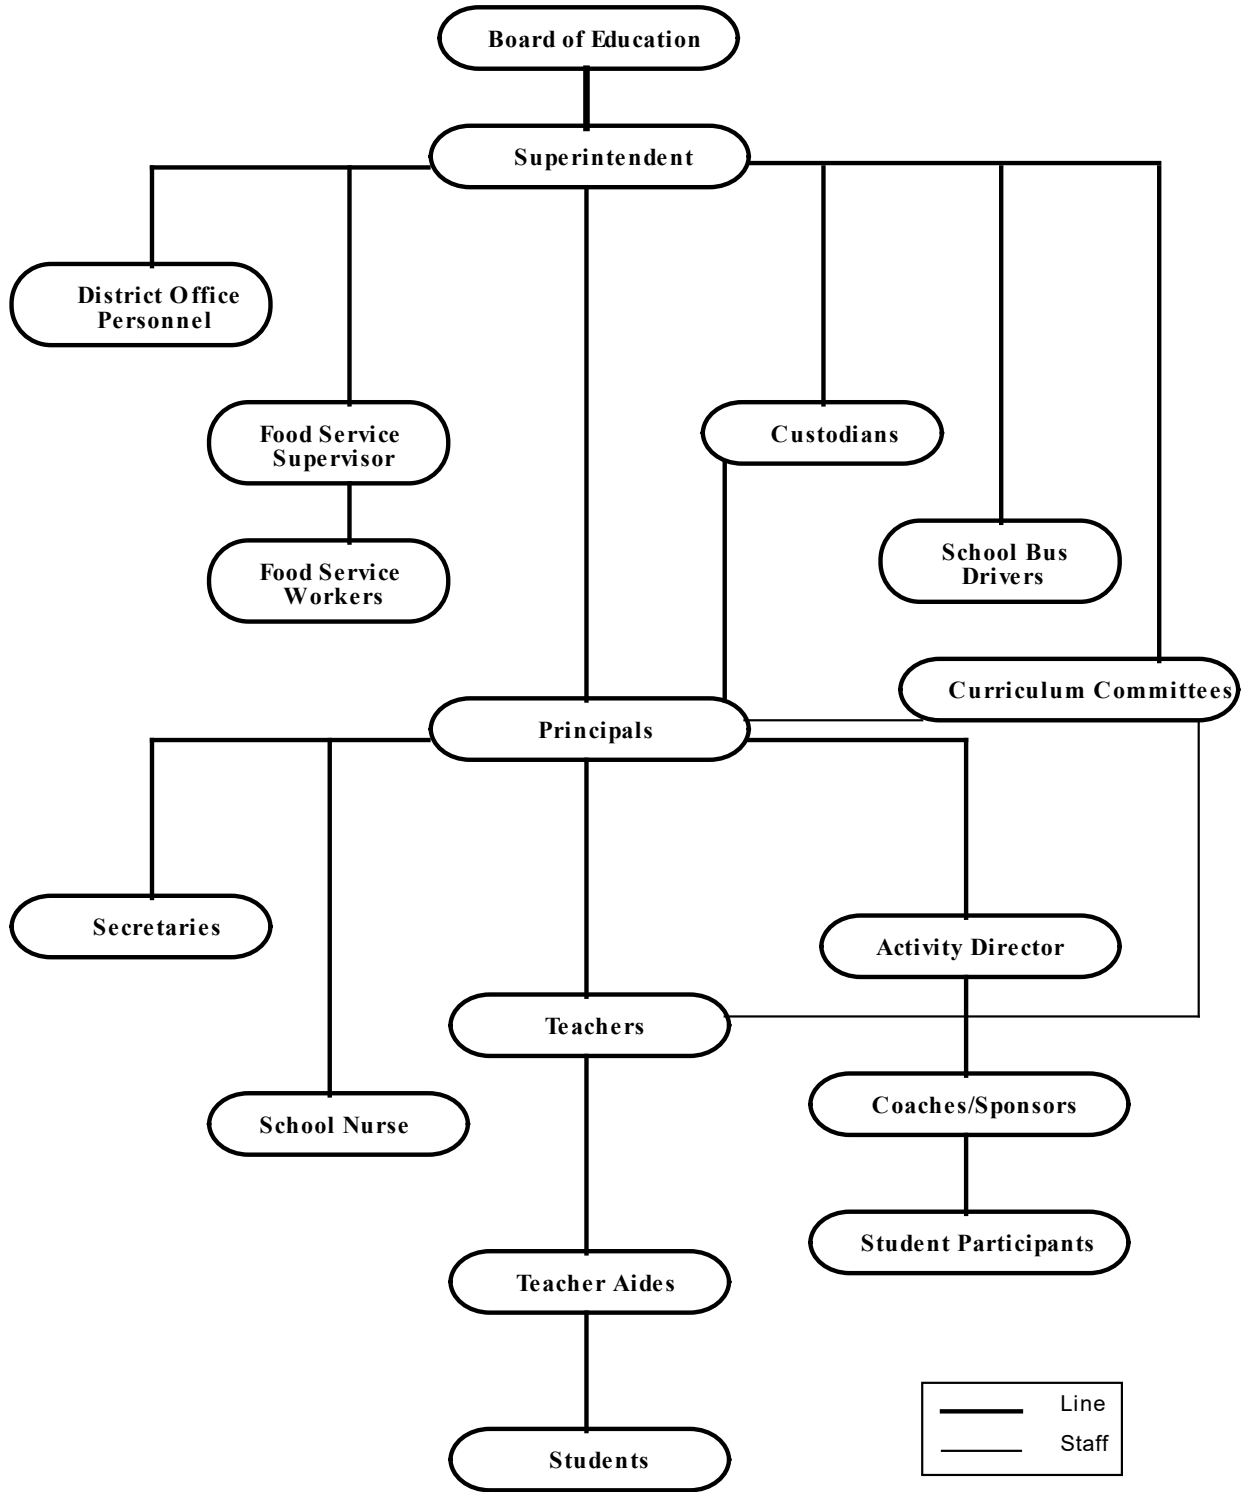 Board of Education
Superintendent
District Office
Personnel
Food Service
Supervisor
Custodians
School Bus
Drivers
Food Service
Workers
Curriculum Committees
Principals
Secretaries
Activity Director
Teachers
Coaches/Sponsors
School Nurse
Student Participants
Teacher Aides
Line
Staff
Students